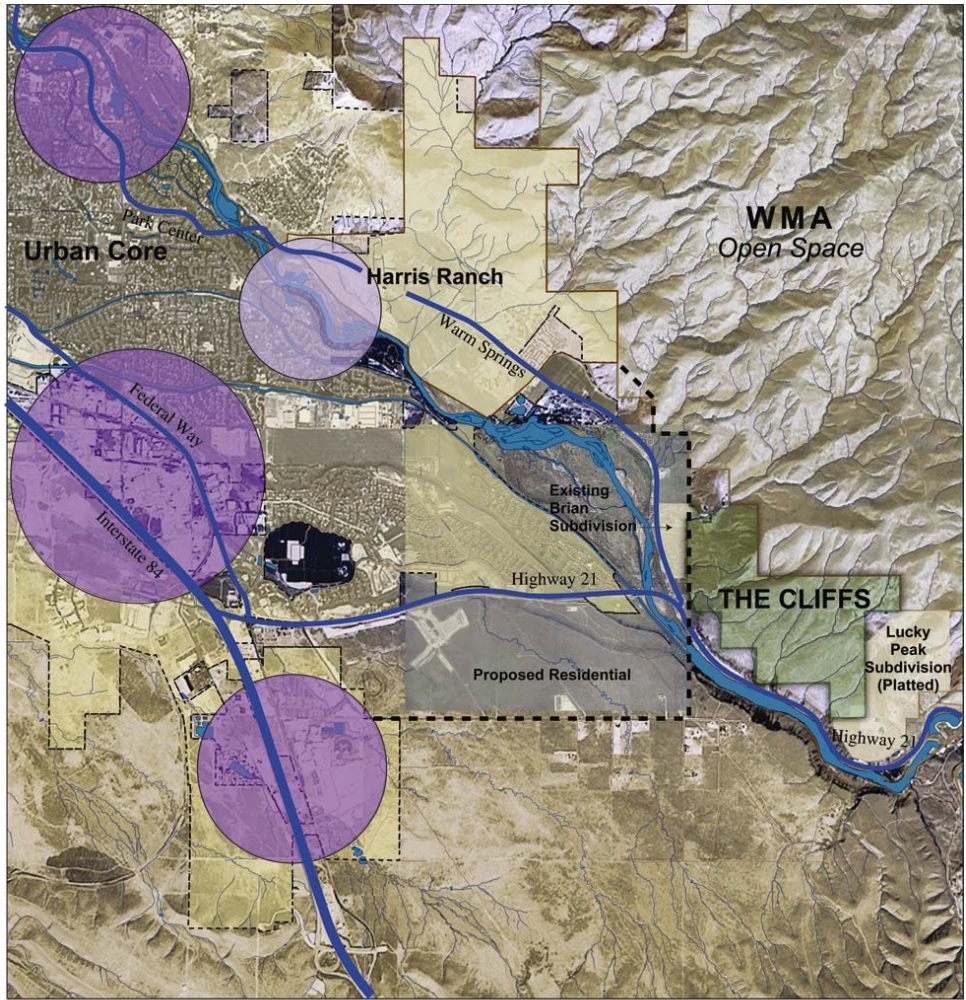 WMA
Open Space
Park Center
Urban Core
Harris Ranch
Warm Springs
Federal Way
Existing
Brian
Subdivision
Interstate 84
Highway 21
THE CLIFFS
Lucky
Peak
Subdivision
(Platted)
Proposed Residential
Highway 21